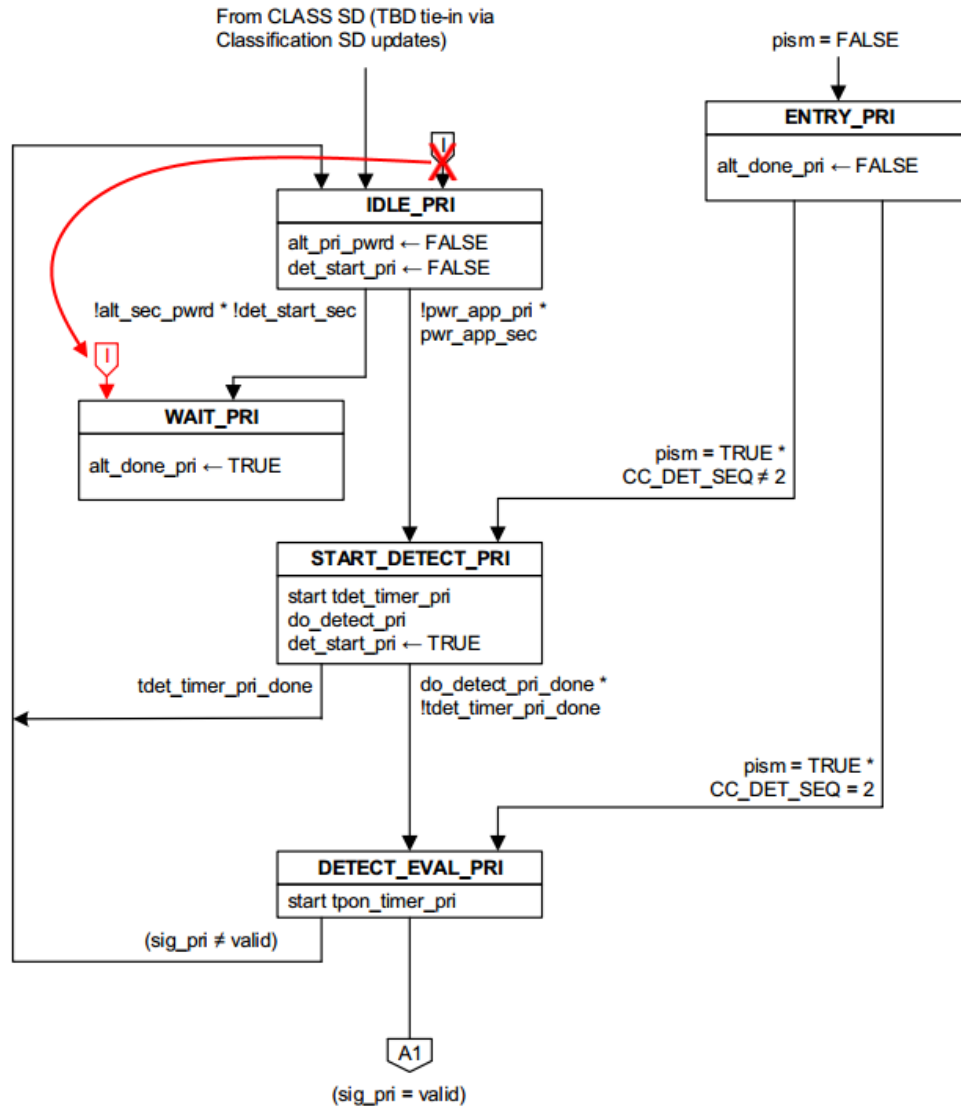 From CLASS SD (TBD tie-in via
Classification SD updates)
pism = FALSE
I
ENTRY_PRI
alt_done_pri ← FALSE
IDLE_PRI
alt_pri_pwrd ← FALSE
det_start_pri ← FALSE
!alt_sec_pwrd * !det_start_sec
!pwr_app_pri *
pwr_app_sec
I
WAIT_PRI
alt_done_pri ← TRUE
pism = TRUE *
CC_DET_SEQ ≠ 2
START_DETECT_PRI
start tdet_timer_pri
do_detect_pri
det_start_pri ← TRUE
tdet_timer_pri_done
do_detect_pri_done *
!tdet_timer_pri_done
pism = TRUE *
CC_DET_SEQ = 2
DETECT_EVAL_PRI
start tpon_timer_pri
(sig_pri ≠ valid)
A1
(sig_pri = valid)